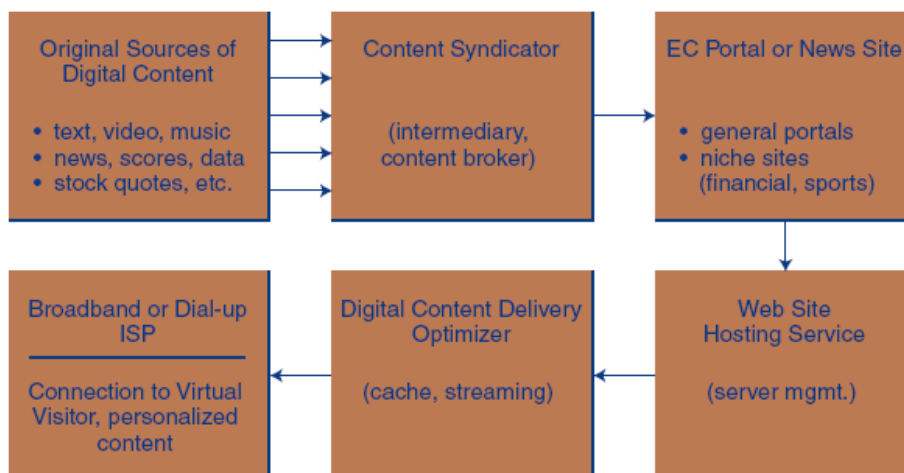 Original Sources of
Digital Content
• text, video, music
• news, scores, data
• stock quotes, etc.
Content Syndicator
(intermediary,
content broker)
EC Portal or News Site
• general portals
• niche sites
(financial, sports)
Broadband or Dial-up
ISP
Connection to Virtual
Visitor, personalized
content
Digital Content Delivery
Optimizer
(cache, streaming)
Web Site
Hosting Service
(server mgmt.)